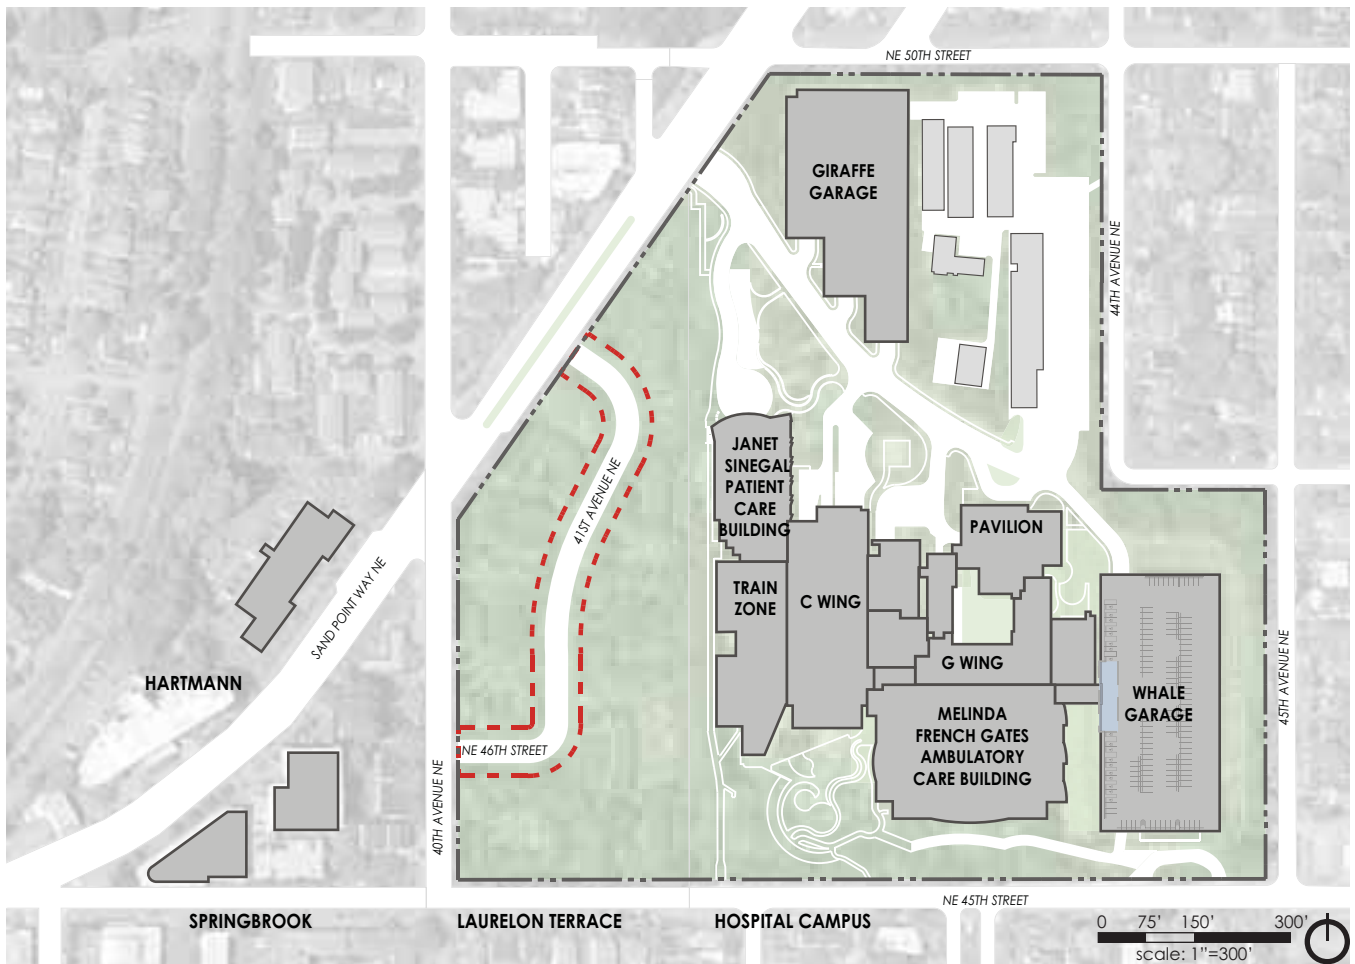 NE 50TH STREET
GIRAFFE
GARAGE
44TH AVENUE NE
JANET
SINEGAL
PATIENT
CARE
BUILDING
41ST AVENUE NE
PAVILION
SAND POINT WAY NE
TRAIN
ZONE
C WING
G WING
HARTMANN
WHALE
GARAGE
45TH AVENUE NE
MELINDA
FRENCH GATES
AMBULATORY
CARE BUILDING
NE 46TH STREET
40TH AVENUE NE
NE 45TH STREET
SPRINGBROOK
LAURELON TERRACE
HOSPITAL CAMPUS
0 75' 150' 300'
scale: 1"=300'